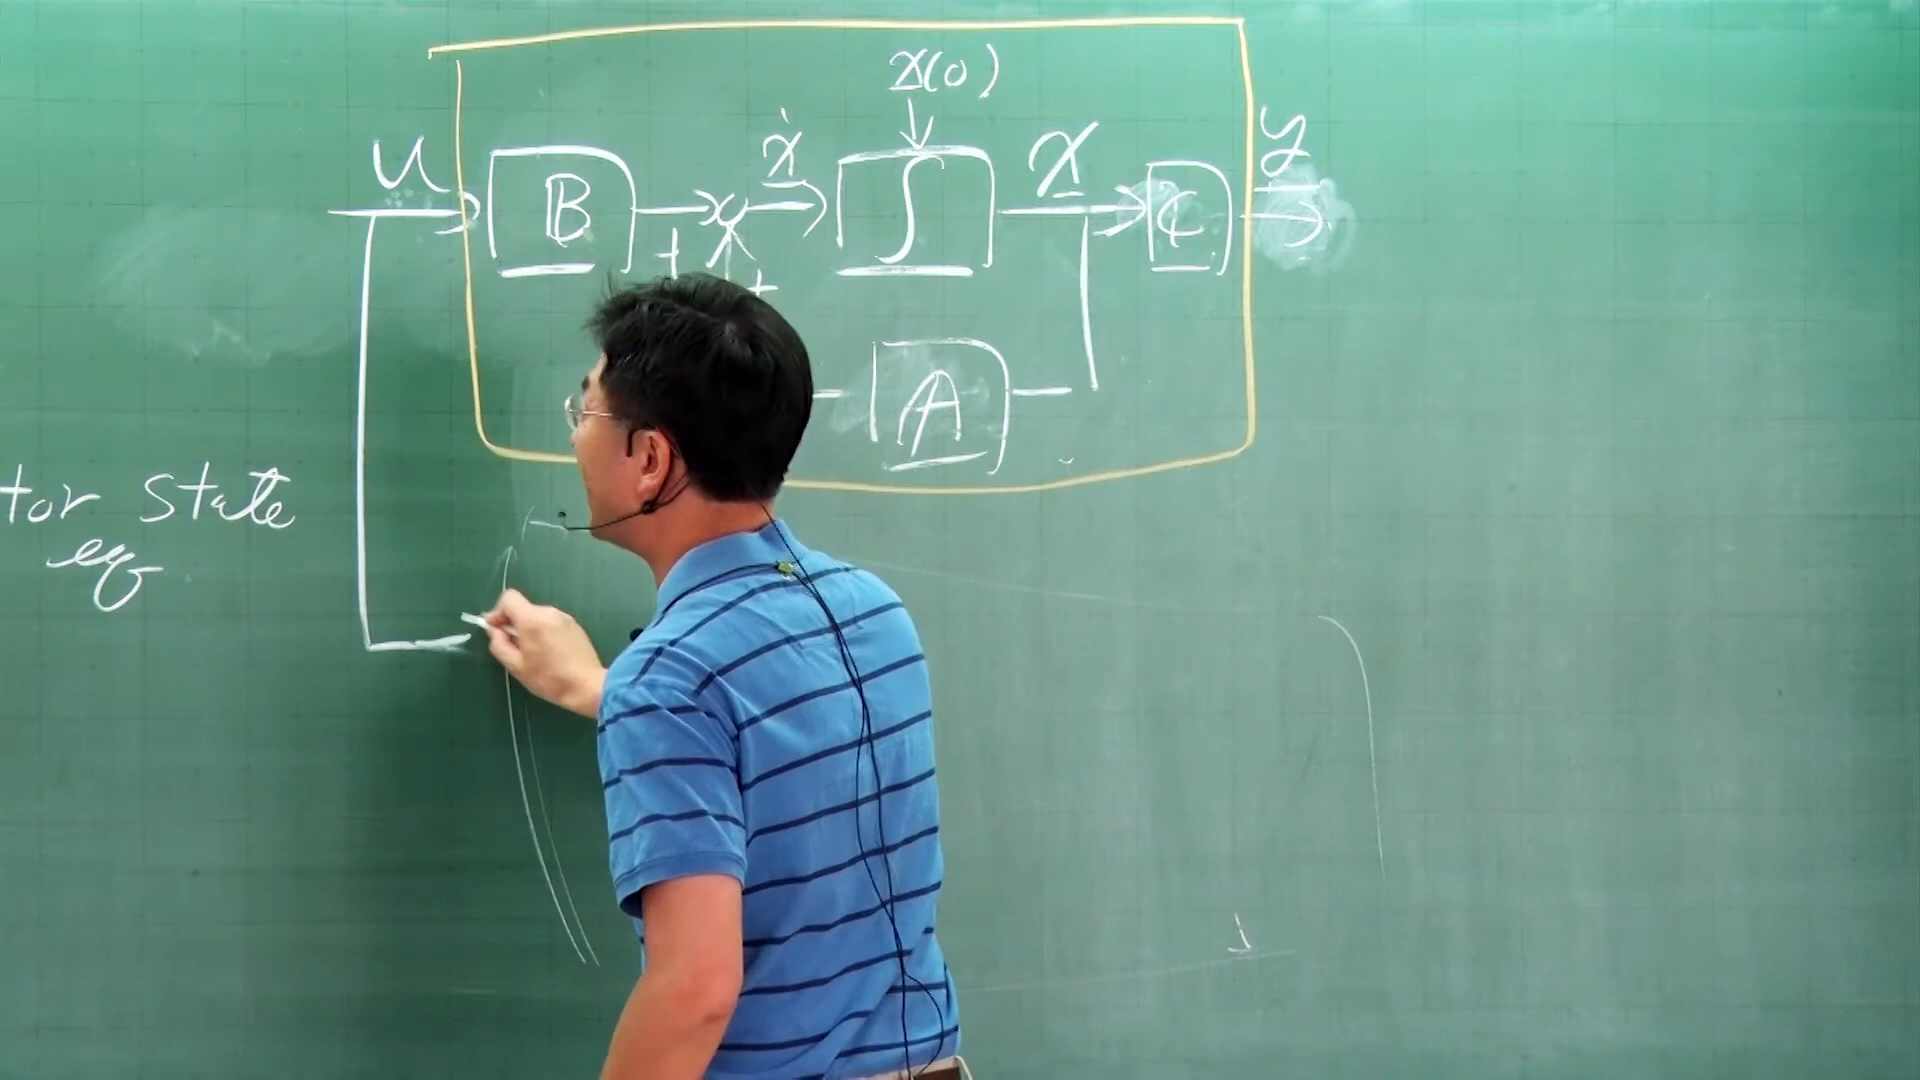 x(0)
u B + + ẋ ∫ x C y
A
tor state
eq